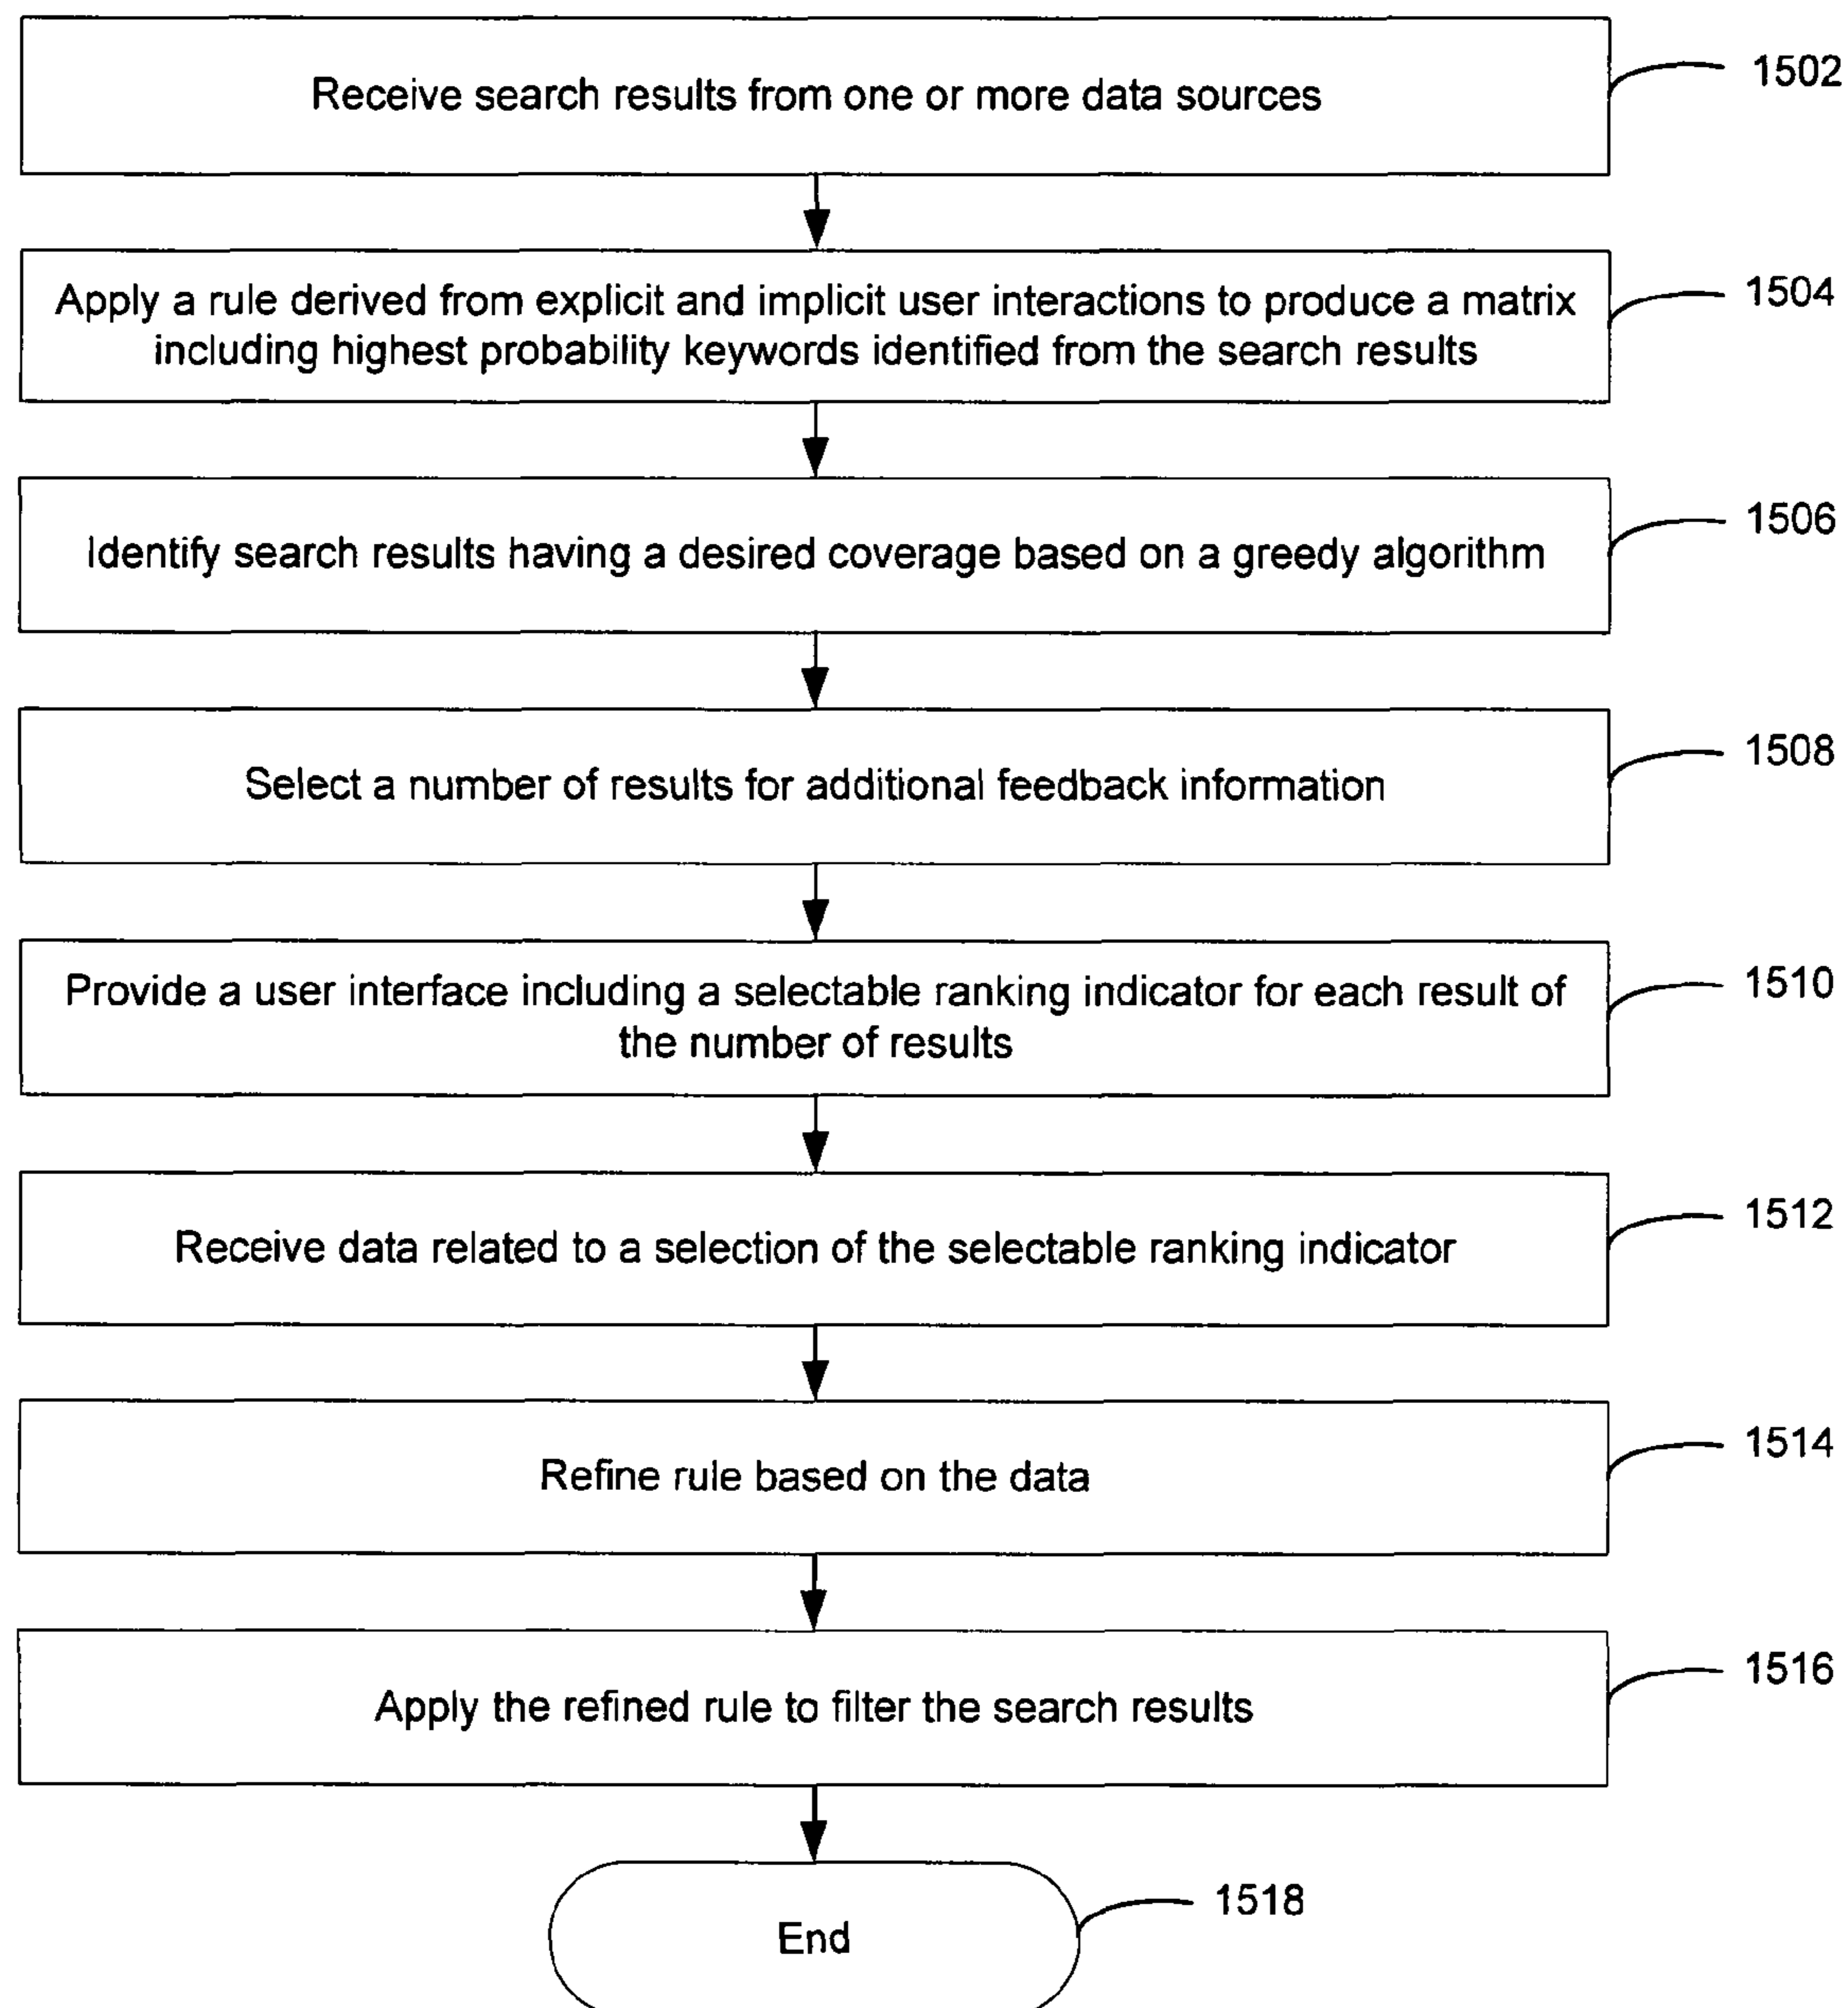 Receive search results from one or more data sources
1502
Apply a rule derived from explicit and implicit user interactions to produce a matrix
including highest probability keywords identified from the search results
1504
Identify search results having a desired coverage based on a greedy algorithm
1506
Select a number of results for additional feedback information
1508
Provide a user interface including a selectable ranking indicator for each result of
the number of results
1510
Receive data related to a selection of the selectable ranking indicator
1512
Refine rule based on the data
1514
Apply the refined rule to filter the search results
1516
End
1518